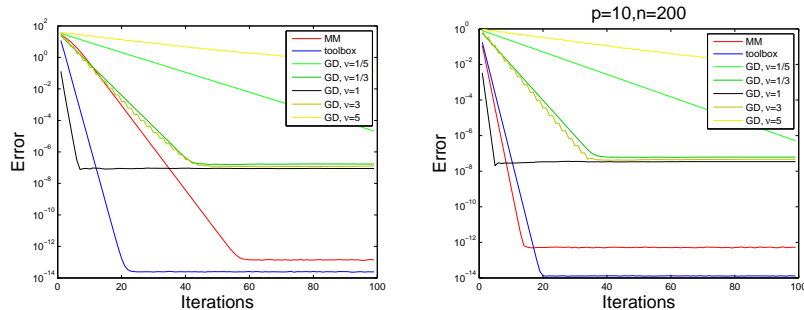 10^2
10^0
10^-2
10^-4
10^-6
10^-8
10^-10
10^-12
10^-14
Error
0 20 40 60 80 100
Iterations
MM
toolbox
GD, ν=1/5
GD, ν=1/3
GD, ν=1
GD, ν=3
GD, ν=5
p=10,n=200
10^0
10^-2
10^-4
10^-6
10^-8
10^-10
10^-12
10^-14
Error
0 20 40 60 80 100
Iterations
MM
toolbox
GD, ν=1/5
GD, ν=1/3
GD, ν=1
GD, ν=3
GD, ν=5